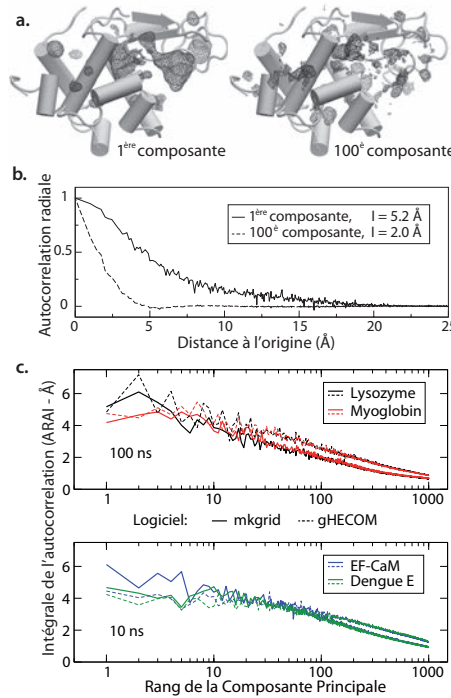 a.
1ère composante
100è composante
b.
Autocorrelation radiale
1
0.5
0
1ère composante, l = 5.2 Å
100è composante, l = 2.0 Å
0 5 10 15 20 25
Distance à l'origine (Å)
c.
Intégrale de l'autocorrelation (ARAI - Å)
6
4
2
0
Lysozyme
Myoglobin
100 ns
1 10 100 1000
Logiciel: mkgrid gHECOM
6
4
2
0
EF-CaM
Dengue E
10 ns
1 10 100 1000
Rang de la Composante Principale